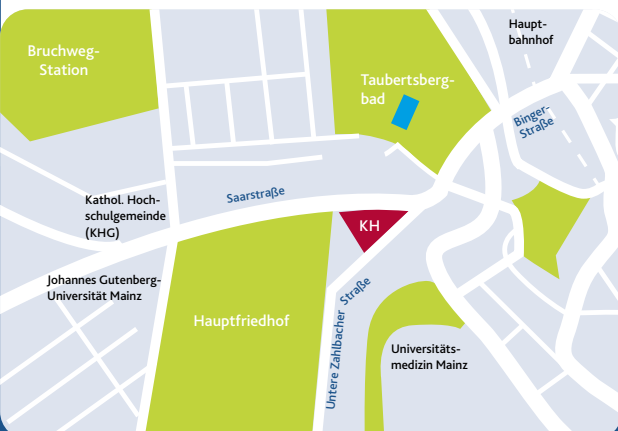 Haupt-
bahnhof
Bruchweg-
Station
Taubertsberg-
bad
Binger-
Straße
Saarstraße
Kathol. Hoch-
schulgemeinde
(KHG)
KH
Johannes Gutenberg-
Universität Mainz
Hauptfriedhof
Untere Zahlbacher Straße
Universitäts-
medizin Mainz